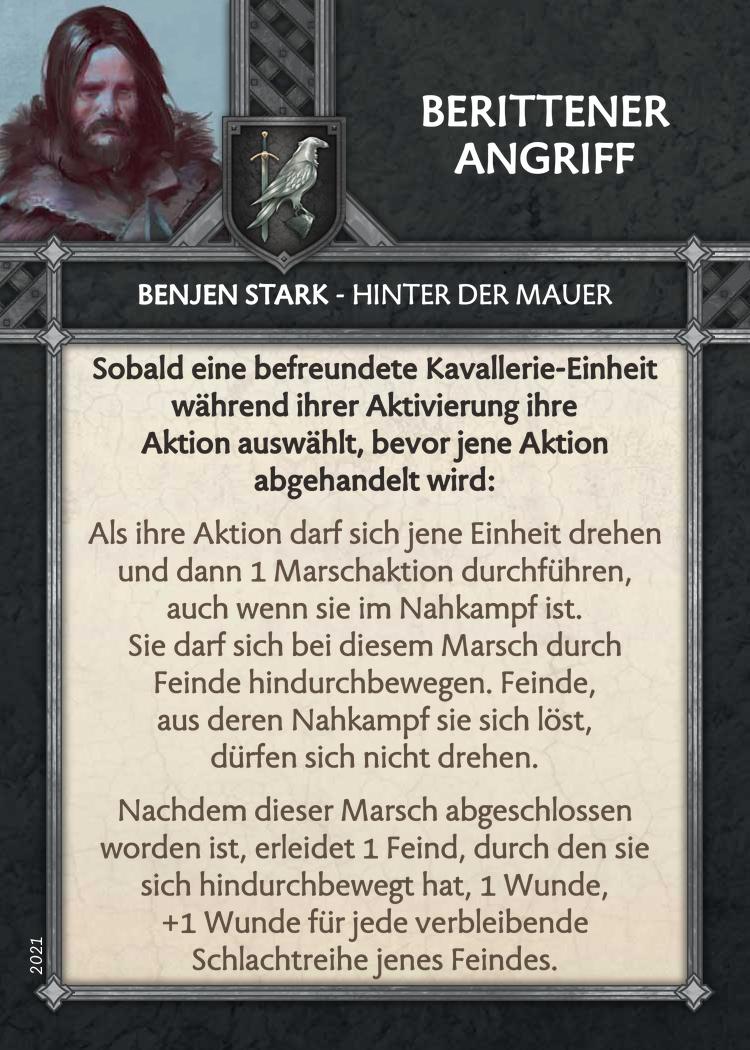 BERITTENER
ANGRIFF
BENJEN STARK - HINTER DER MAUER
Sobald eine befreundete Kavallerie-Einheit
während ihrer Aktivierung ihre
Aktion auswählt, bevor jene Aktion
abgehandelt wird:
Als ihre Aktion darf sich jene Einheit drehen
und dann 1 Marschaktion durchführen,
auch wenn sie im Nahkampf ist.
Sie darf sich bei diesem Marsch durch
Feinde hindurchbewegen. Feinde,
aus deren Nahkampf sie sich löst,
dürfen sich nicht drehen.
Nachdem dieser Marsch abgeschlossen
worden ist, erleidet 1 Feind, durch den sie
sich hindurchbewegt hat, 1 Wunde,
+1 Wunde für jede verbleibende
Schlachtreihe jenes Feindes.
2021